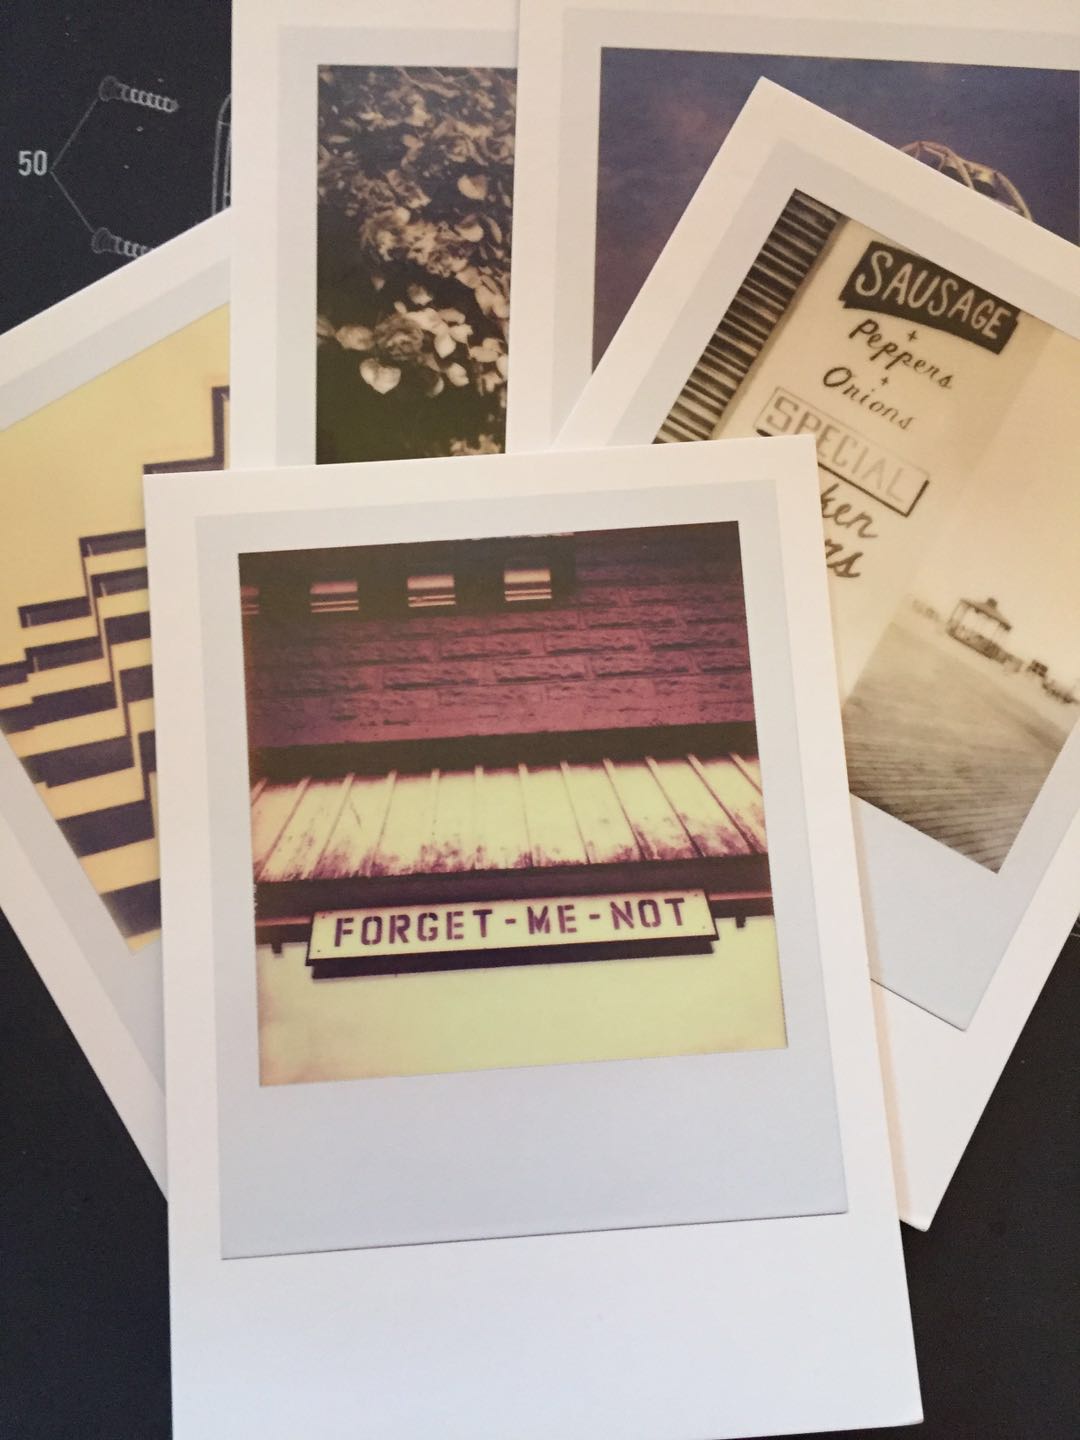 50
SAUSAGE
+
Peppers
+
Onions
SPECIAL
FORGET-ME-NOT